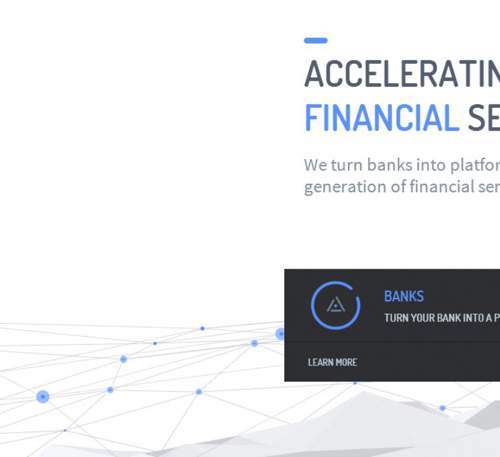 ACCELERATIN
FINANCIAL SE
We turn banks into platfor
generation of financial ser
BANKS
TURN YOUR BANK INTO A P
LEARN MORE